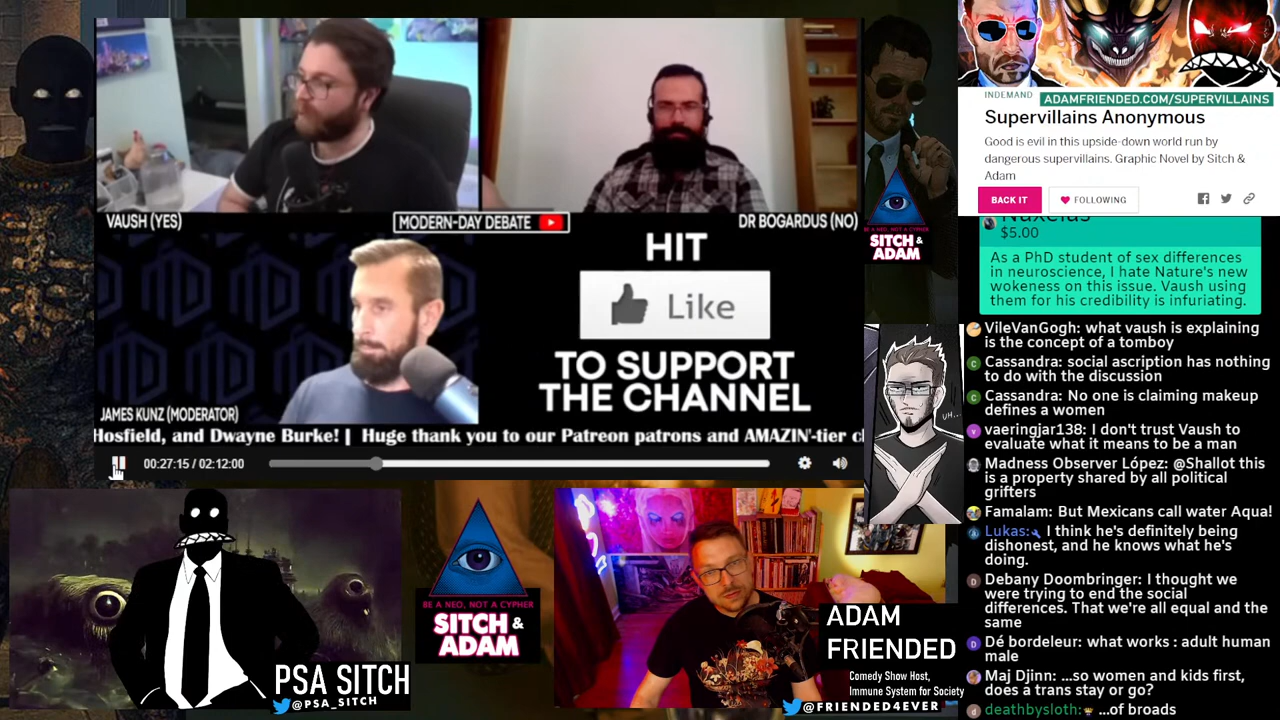 VAUSH (YES)
MODERN-DAY DEBATE
DR BOGARDUS (NO)
HIT
Like
TO SUPPORT
THE CHANNEL
JAMES KUNZ (MODERATOR)
Hosfield, and Dwayne Burke! | Huge thank you to our Patreon patrons and AMAZIN'-tier
00:27:15 / 02:12:00
BE A NEO, NOT A CYPHER
SITCH &
ADAM
UH..
PSA SITCH
@PSA_SITCH
BE A NEO, NOT A CYPHER
SITCH &
ADAM
ADAM
FRIENDED
Comedy Show Host,
Immune System for Society
@FRIENDED4EVER
INDEMAND
ADAMFRIENDED.COM/SUPERVILLAINS
Supervillains Anonymous
Good is evil in this upside-down world run by
dangerous supervillains. Graphic Novel by Sitch &
Adam
BACK IT
FOLLOWING
$5.00
As a PhD student of sex differences
in neuroscience, I hate Nature's new
wokeness on this issue. Vaush using
them for his credibility is infuriating.
VileVanGogh: what vaush is explaining
is the concept of a tomboy
Cassandra: social ascription has nothing
to do with the discussion
Cassandra: No one is claiming makeup
defines a women
vaeringjar138: I don't trust Vaush to
evaluate what it means to be a man
Madness Observer López: @Shallot this
is a property shared by all political
grifters
Famalam: But Mexicans call water Aqua!
Lukas: I think he's definitely being
dishonest, and he knows what he's
doing.
Debany Doombringer: I thought we
were trying to end the social
differences. That we're all equal and the
same
Dé bordeleur: what works : adult human
male
Maj Djinn: ...so women and kids first,
does a trans stay or go?
deathbysloth: ...of broads